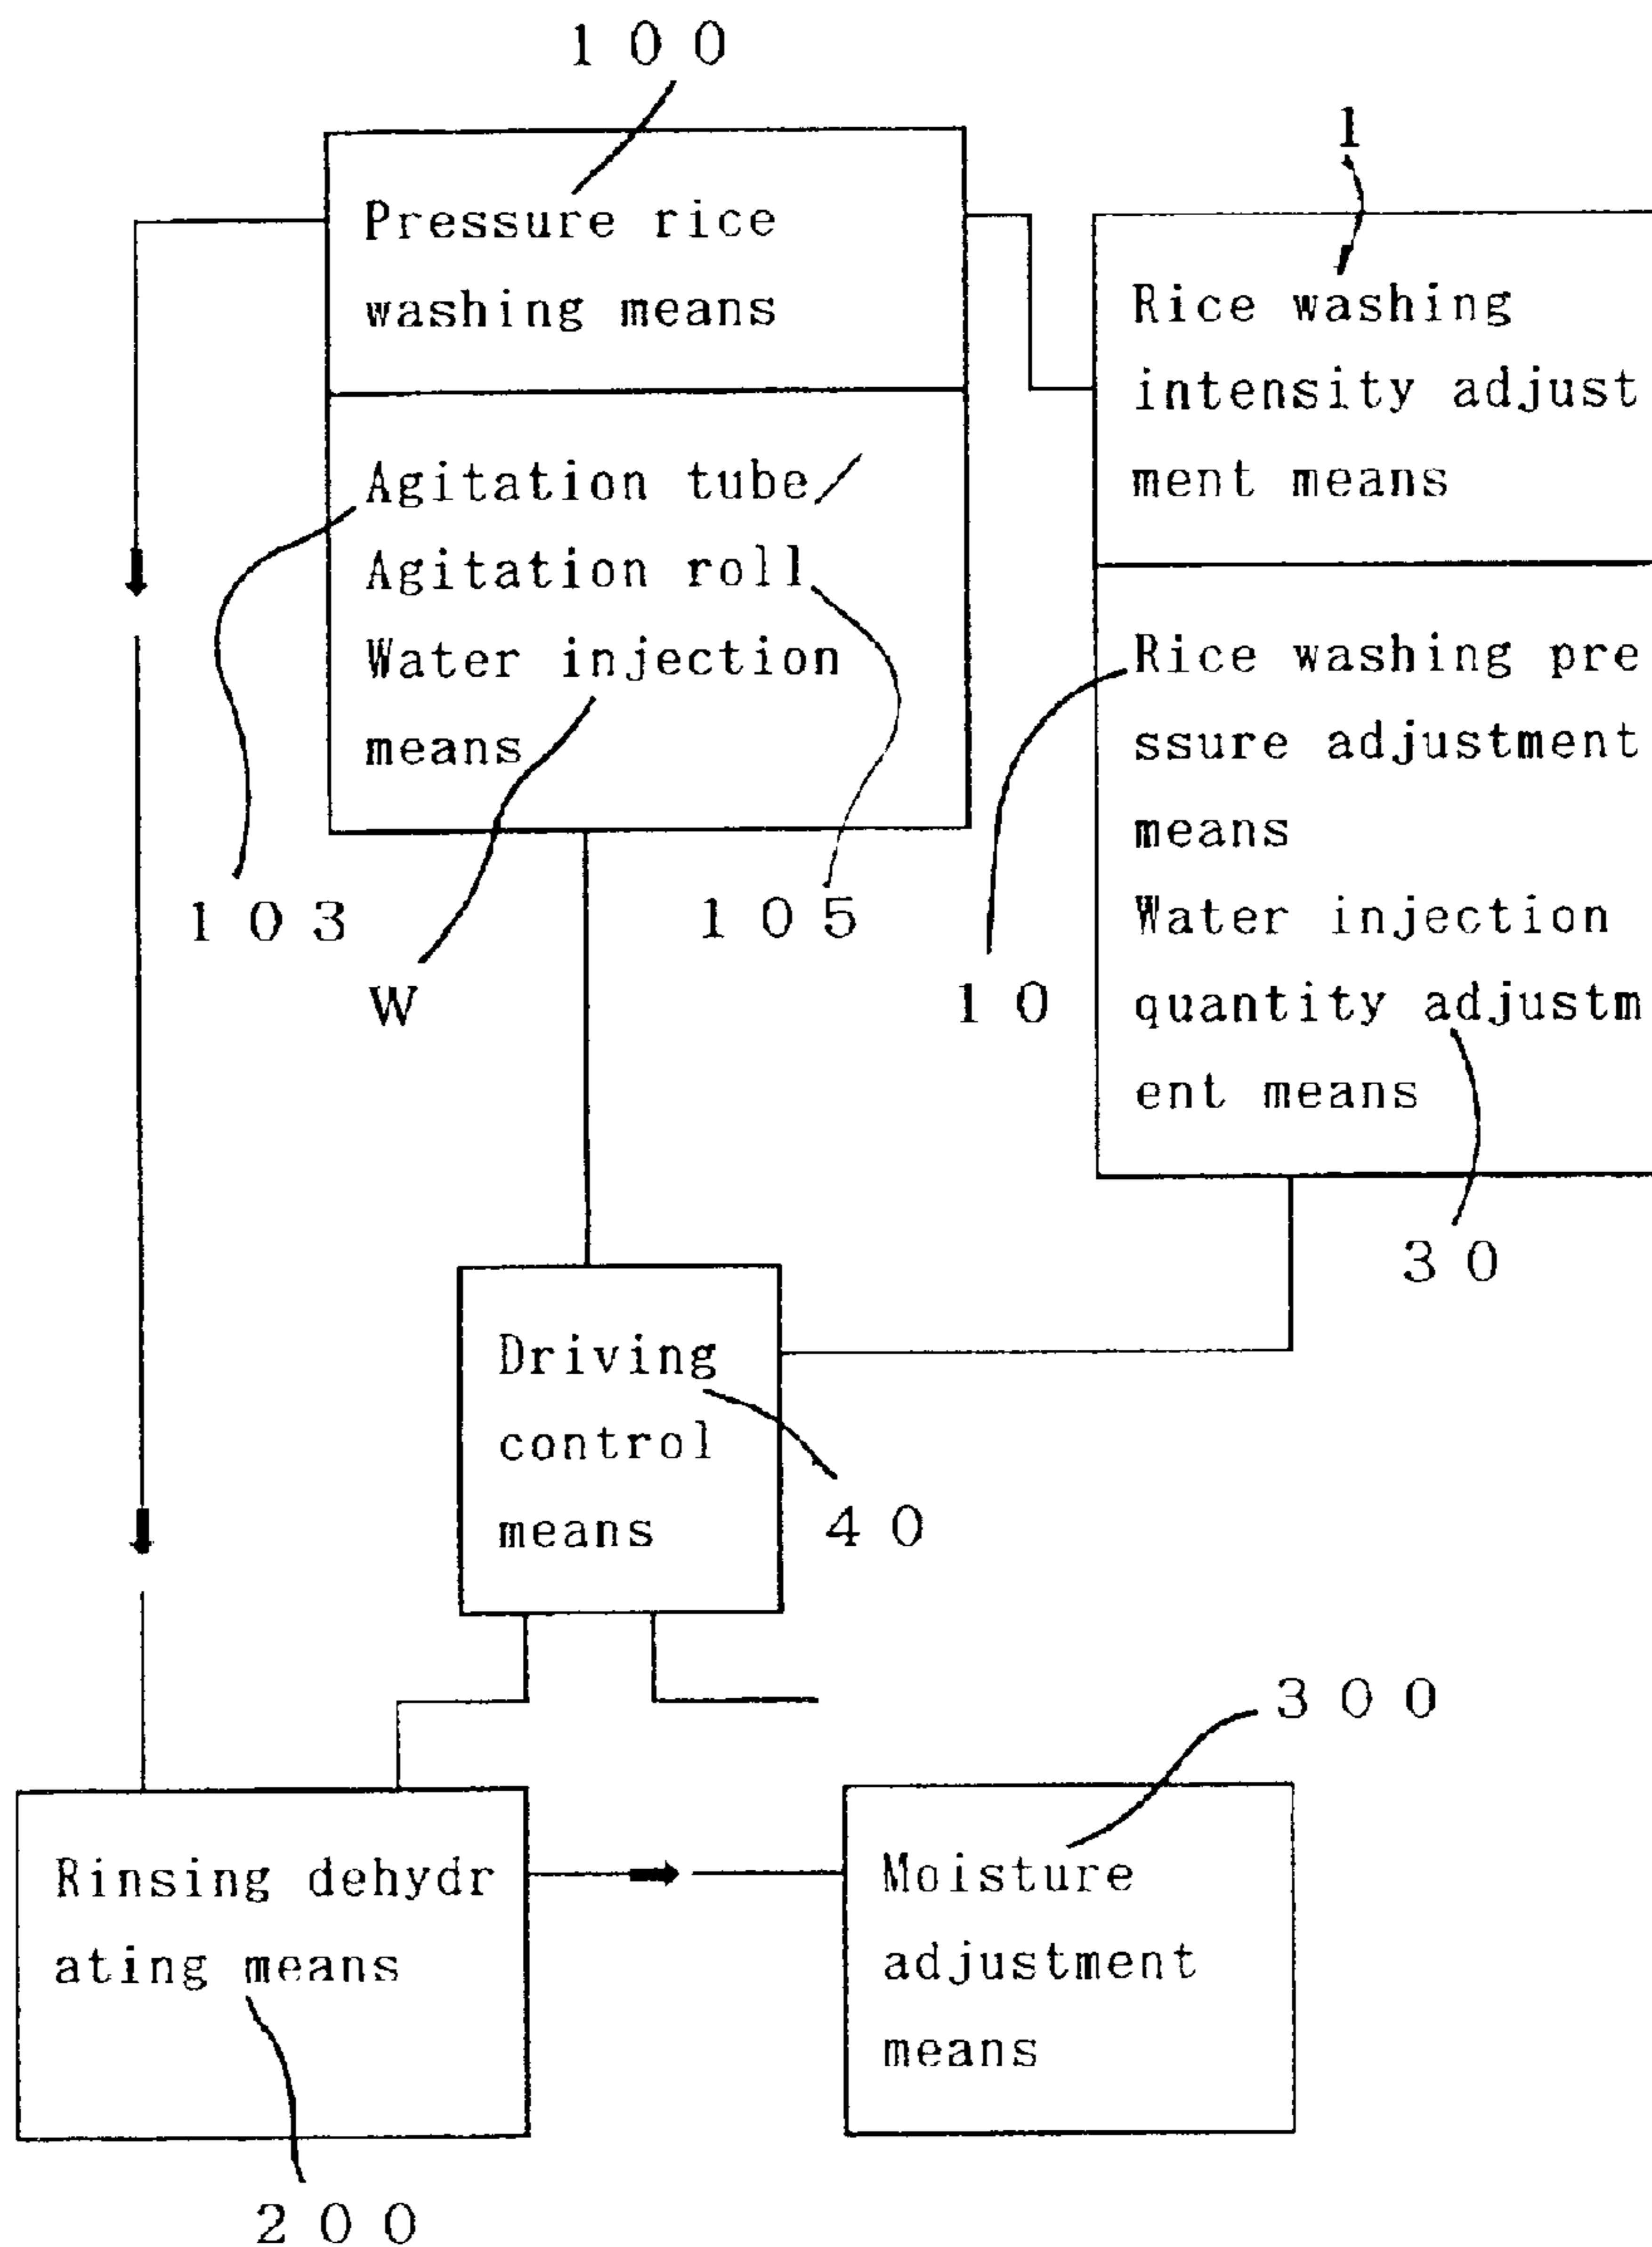 100
Pressure rice
washing means
Agitation tube/
Agitation roll
Water injection
means
103
W
105
1
Rice washing
intensity adjust
ment means
Rice washing pre
ssure adjustment
means
Water injection
quantity adjustm
ent means
10
30
Driving
control
means
40
Rinsing dehydr
ating means
200
300
Moisture
adjustment
means